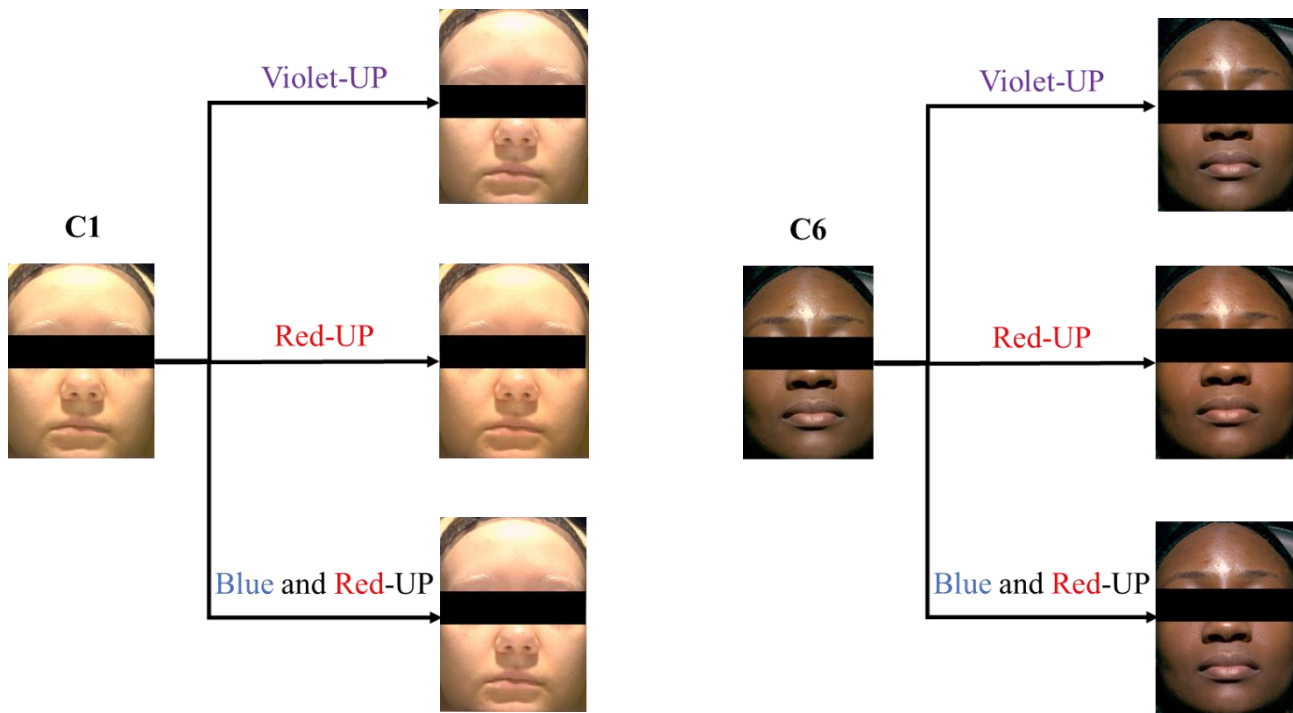 Violet-UP
C1
Red-UP
Blue and Red-UP
Violet-UP
C6
Red-UP
Blue and Red-UP